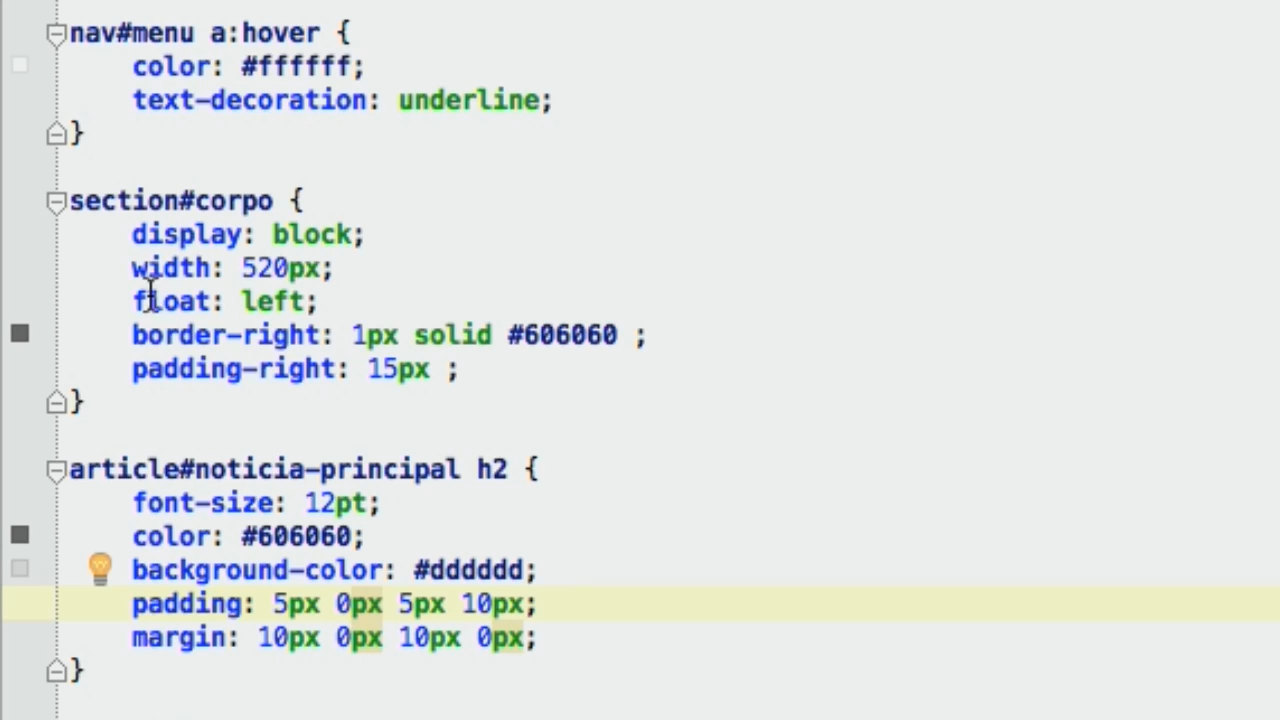 nav#menu a:hover {
color: #ffffff;
text-decoration: underline;
}
section#corpo {
display: block;
width: 520px;
float: left;
border-right: 1px solid #606060 ;
padding-right: 15px ;
}
article#noticia-principal h2 {
font-size: 12pt;
color: #606060;
background-color: #dddddd;
padding: 5px 0px 5px 10px;
margin: 10px 0px 10px 0px;
}